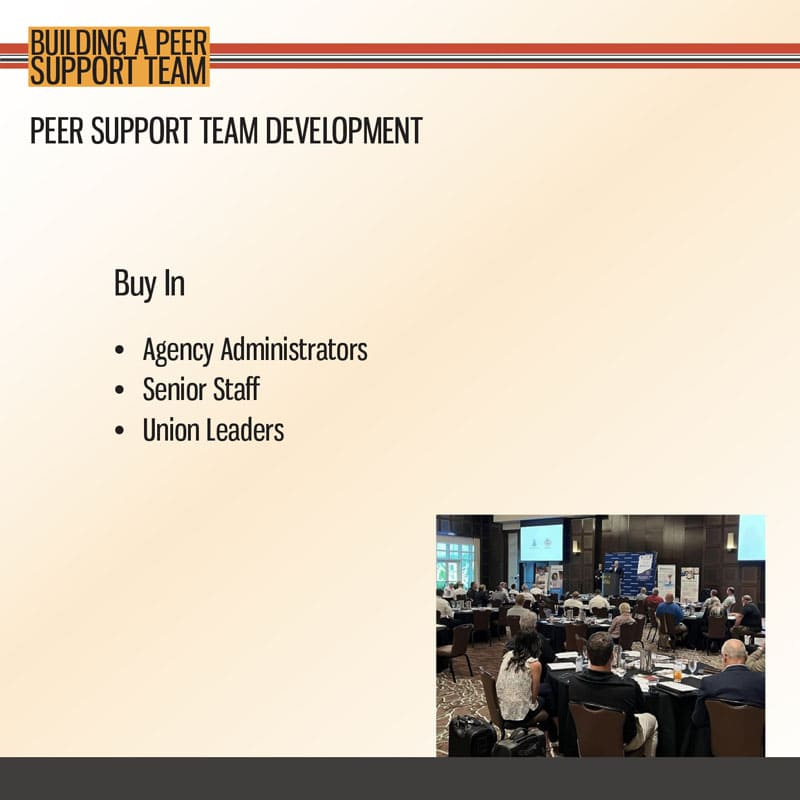 BUILDING A PEER
SUPPORT TEAM
PEER SUPPORT TEAM DEVELOPMENT
Buy In
• Agency Administrators
• Senior Staff
• Union Leaders